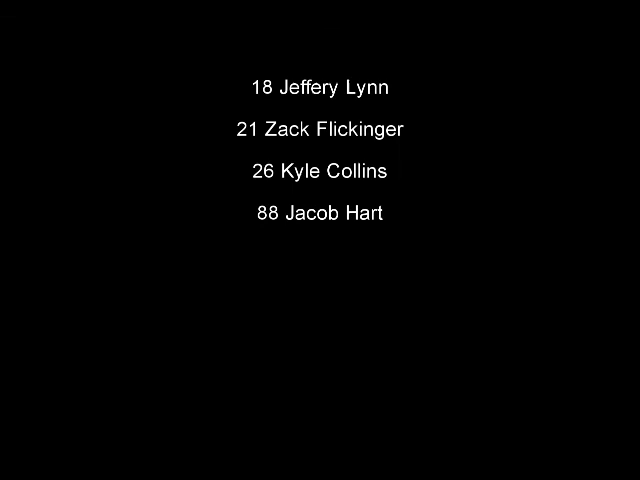 18 Jeffery Lynn
21 Zack Flickinger
26 Kyle Collins
88 Jacob Hart